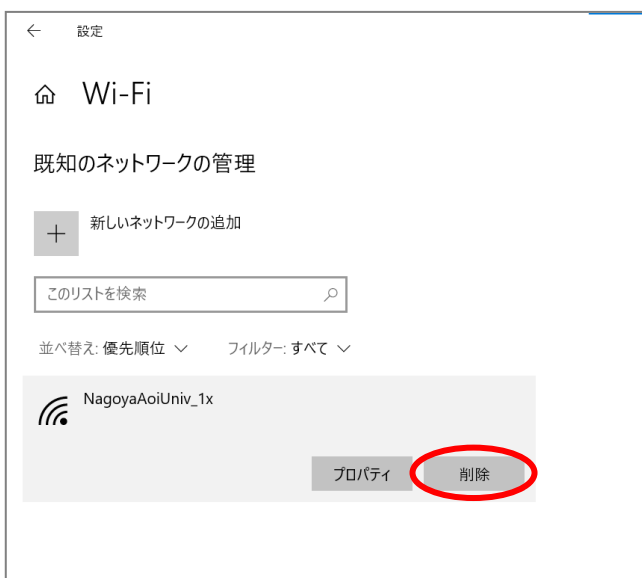 設定
Wi-Fi
既知のネットワークの管理
新しいネットワークの追加
このリストを検索
並べ替え: 優先順位 フィルター: すべて
NagoyaAoiUniv_1x
プロパティ 削除